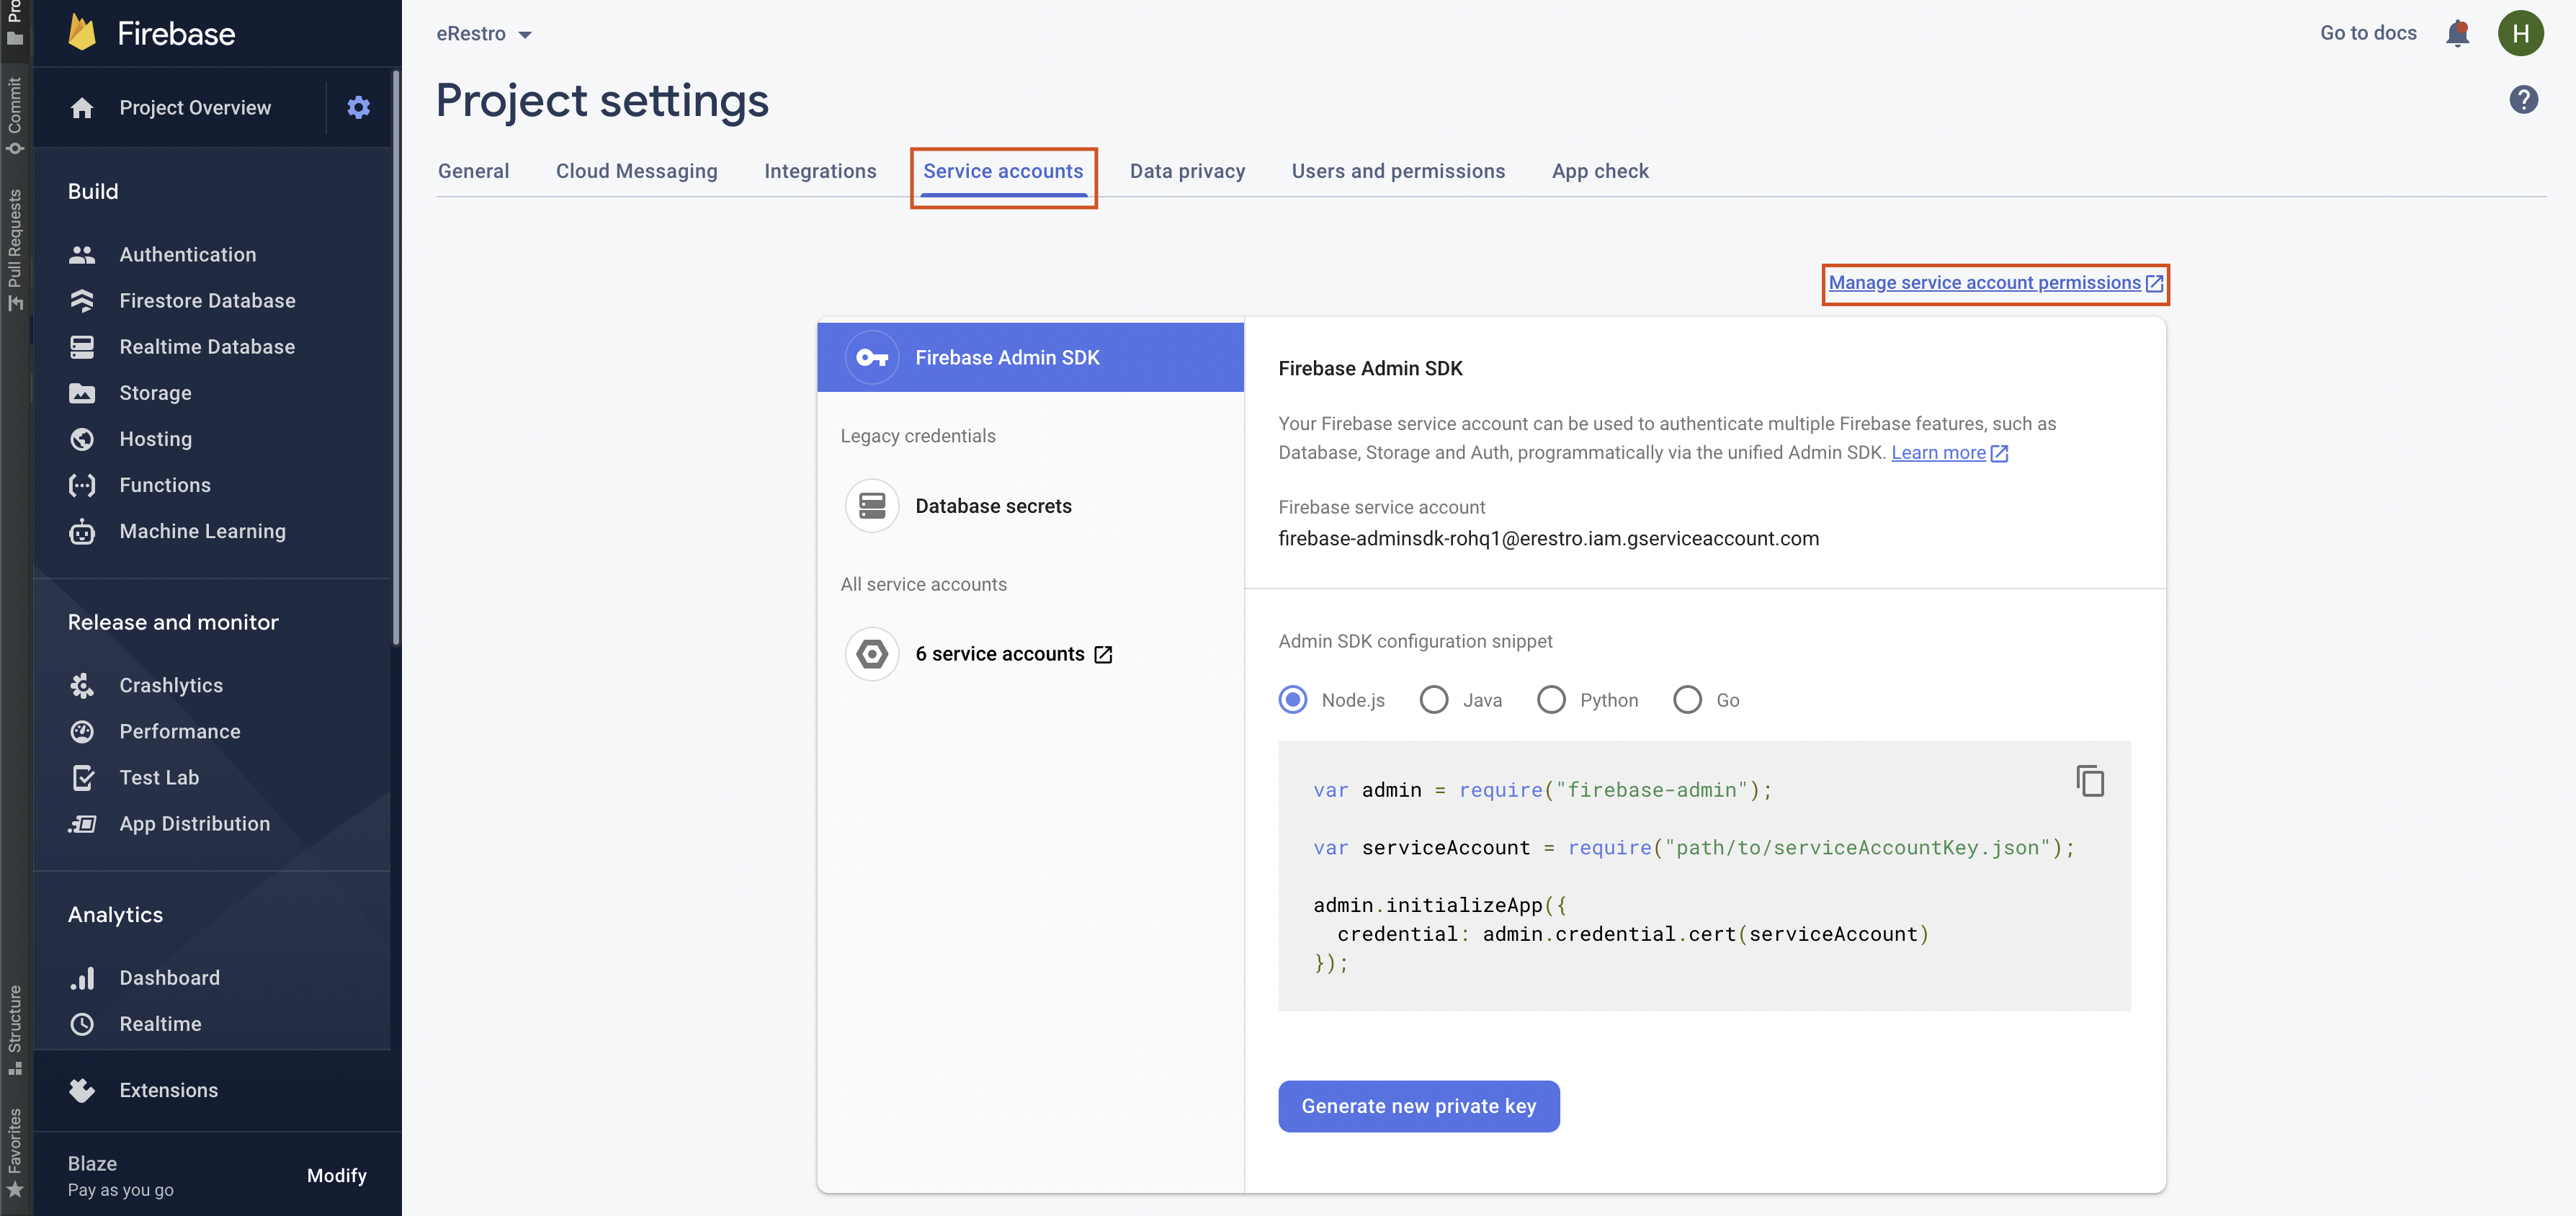 Pro
Commit
Pull Requests
Structure
Favorites
Firebase
Project Overview
Build
Authentication
Firestore Database
Realtime Database
Storage
Hosting
Functions
Machine Learning
Release and monitor
Crashlytics
Performance
Test Lab
App Distribution
Analytics
Dashboard
Realtime
Extensions
Blaze
Pay as you go
Modify
eRestro
Go to docs
H
Project settings
?
General Cloud Messaging Integrations Service accounts Data privacy Users and permissions App check
Manage service account permissions
Firebase Admin SDK
Legacy credentials
Database secrets
All service accounts
6 service accounts
Firebase Admin SDK
Your Firebase service account can be used to authenticate multiple Firebase features, such as
Database, Storage and Auth, programmatically via the unified Admin SDK. Learn more
Firebase service account
firebase-adminsdk-rohq1@erestro.iam.gserviceaccount.com
Admin SDK configuration snippet
Node.js Java Python Go
var admin = require("firebase-admin");
var serviceAccount = require("path/to/serviceAccountKey.json");
admin.initializeApp({
  credential: admin.credential.cert(serviceAccount)
});
Generate new private key